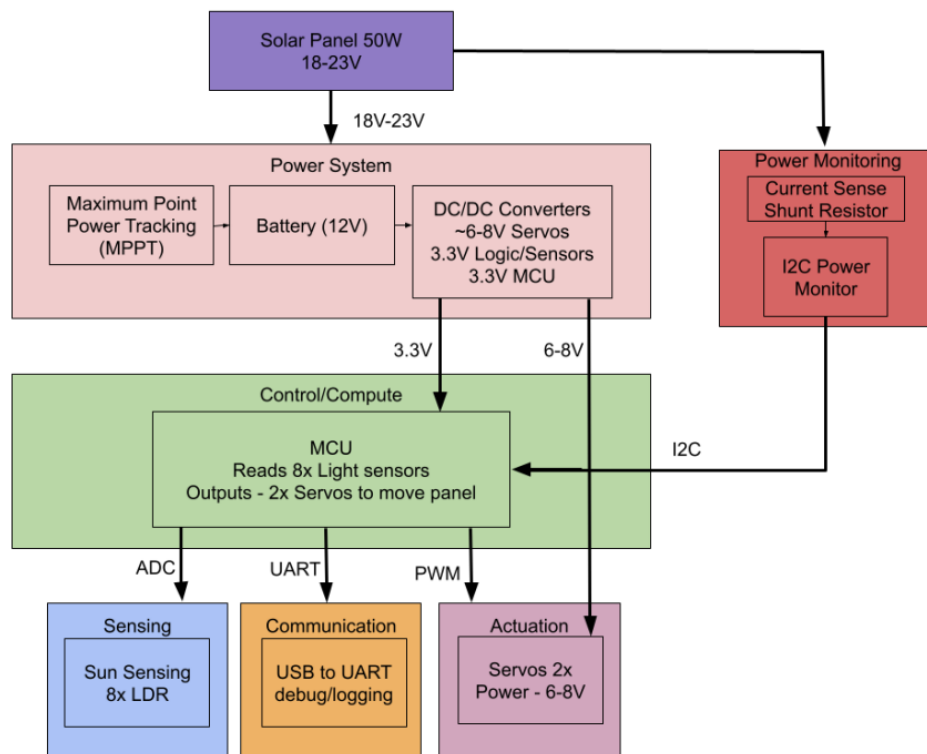 Solar Panel 50W
18-23V
18V-23V
Power System
Maximum Point
Power Tracking
(MPPT)
Battery (12V)
DC/DC Converters
~6-8V Servos
3.3V Logic/Sensors
3.3V MCU
Power Monitoring
Current Sense
Shunt Resistor
I2C Power
Monitor
3.3V
6-8V
Control/Compute
MCU
Reads 8x Light sensors
Outputs - 2x Servos to move panel
I2C
ADC
UART
PWM
Sensing
Sun Sensing
8x LDR
Communication
USB to UART
debug/logging
Actuation
Servos 2x
Power - 6-8V